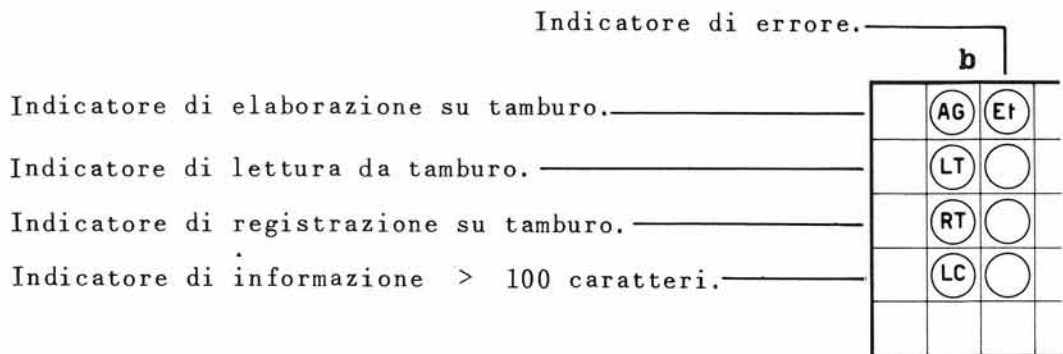 Indicatore di errore.
b
Indicatore di elaborazione su tamburo.
AG Et
Indicatore di lettura da tamburo.
LT
Indicatore di registrazione su tamburo.
RT
Indicatore di informazione > 100 caratteri.
LC